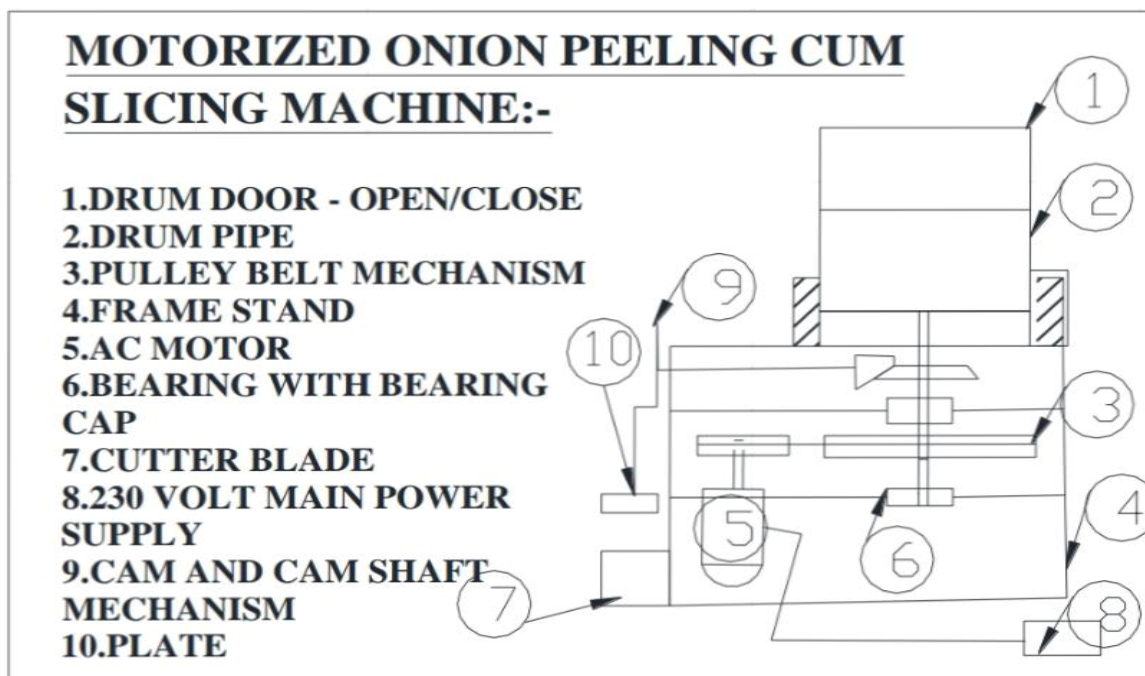 MOTORIZED ONION PEELING CUM
SLICING MACHINE:-
1.DRUM DOOR - OPEN/CLOSE
2.DRUM PIPE
3.PULLEY BELT MECHANISM
4.FRAME STAND
5.AC MOTOR
6.BEARING WITH BEARING
CAP
7.CUTTER BLADE
8.230 VOLT MAIN POWER
SUPPLY
9.CAM AND CAM SHAFT
MECHANISM
10.PLATE
1
2
9
10
3
4
5
6
7
8